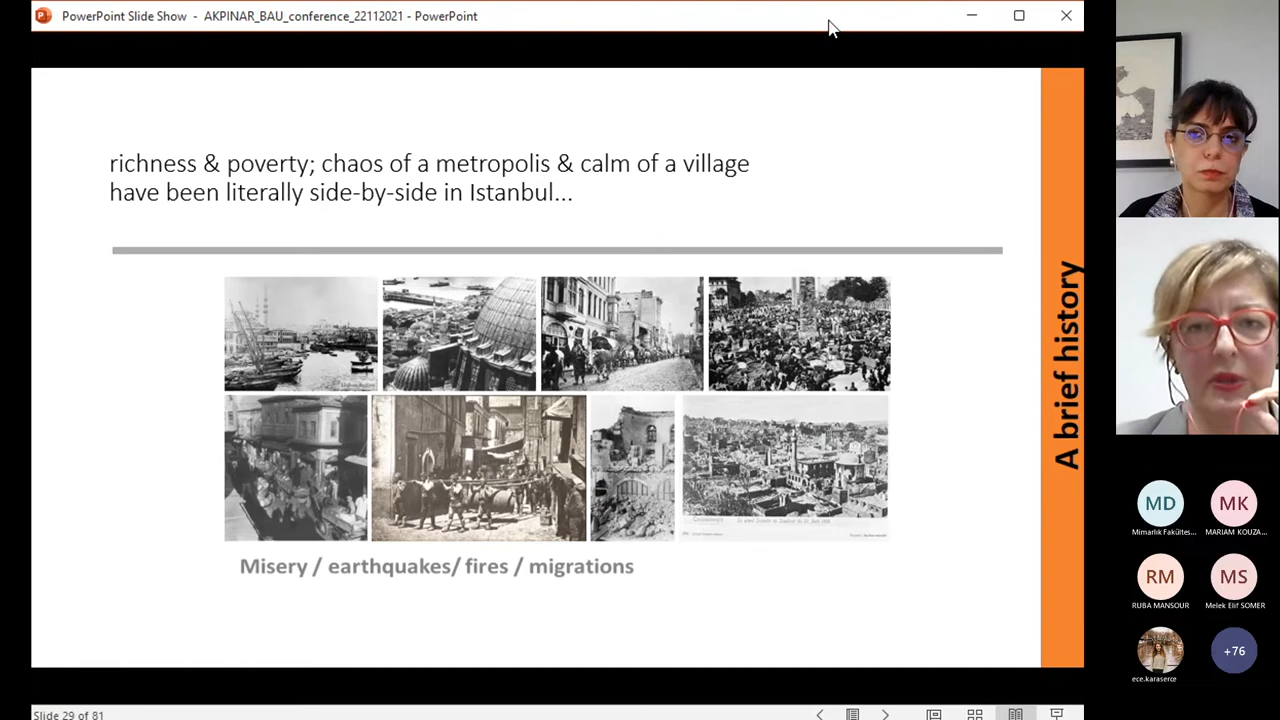 PowerPoint Slide Show - AKPINAR_BAU_conference_22112021 - PowerPoint
richness & poverty; chaos of a metropolis & calm of a village
have been literally side-by-side in Istanbul...
A brief history
Misery / earthquakes/ fires / migrations
MD
Mimarlık Fakültes...
MK
MARIAM KOUZA...
RM
RUBA MANSOUR
MS
Melek Elif SOMER
ece.karaserce
+76
Slide 29 of 81